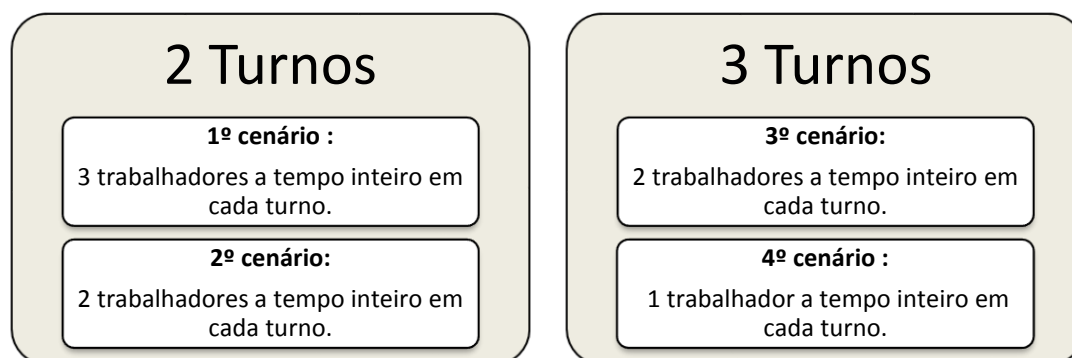 2 Turnos
1º cenário :
3 trabalhadores a tempo inteiro em
cada turno.
2º cenário:
2 trabalhadores a tempo inteiro em
cada turno.
3 Turnos
3º cenário:
2 trabalhadores a tempo inteiro em
cada turno.
4º cenário :
1 trabalhador a tempo inteiro em
cada turno.